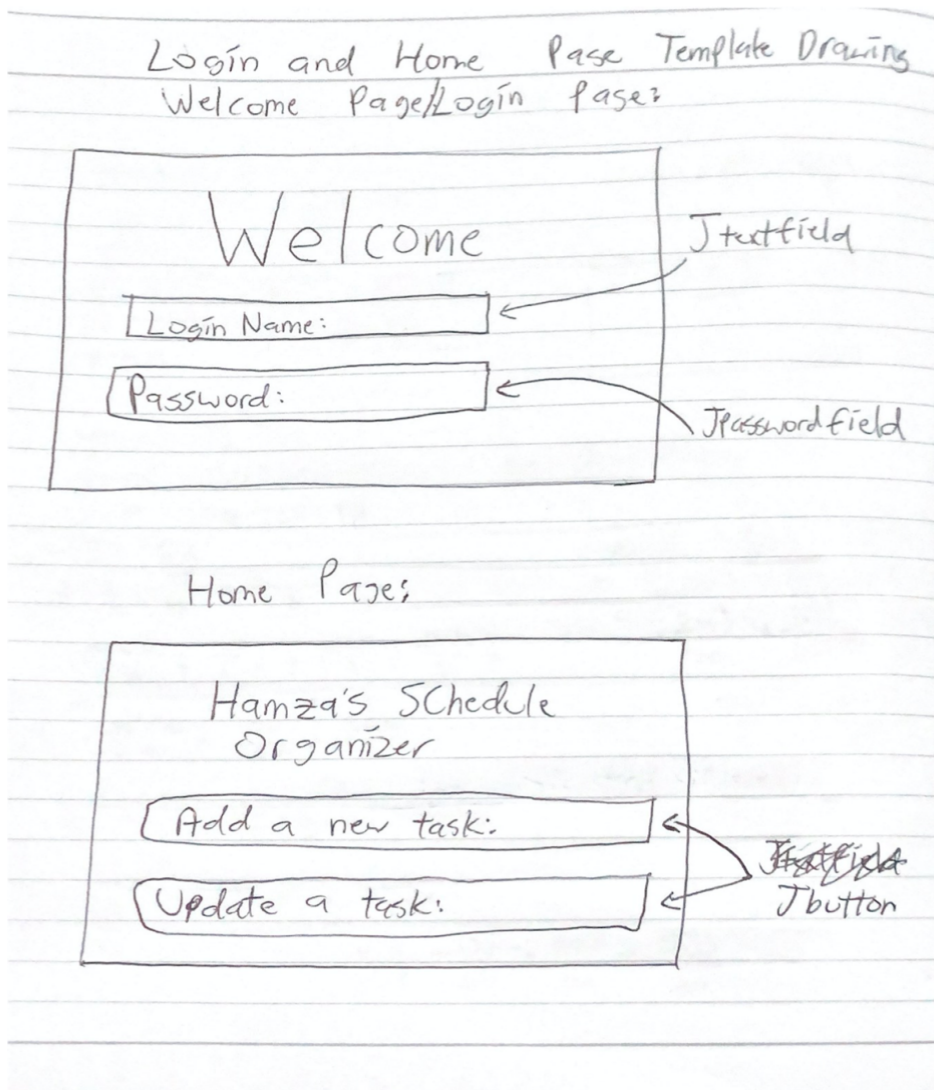 Login and Home Page Template Drawing
Welcome Page/Login Page:
Welcome
Jtextfield
Login Name:
Password:
Jpasswordfield
Home Page:
Hamza's Schedule
Organizer
Add a new task:
Update a task:
Jbutton